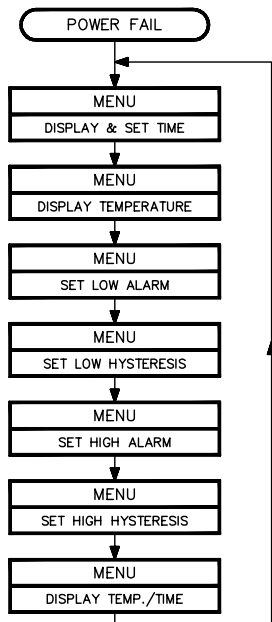 POWER FAIL
MENU
DISPLAY & SET TIME
MENU
DISPLAY TEMPERATURE
MENU
SET LOW ALARM
MENU
SET LOW HYSTERESIS
MENU
SET HIGH ALARM
MENU
SET HIGH HYSTERESIS
MENU
DISPLAY TEMP./TIME